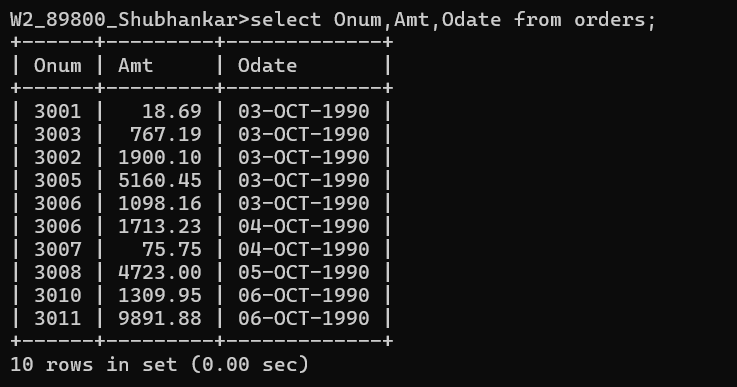 W2_89800_Shubhankar>select Onum,Amt,Odate from orders;
+------+---------+-------------+
| Onum | Amt     | Odate       |
+------+---------+-------------+
| 3001 |   18.69 | 03-OCT-1990 |
| 3003 |  767.19 | 03-OCT-1990 |
| 3002 | 1900.10 | 03-OCT-1990 |
| 3005 | 5160.45 | 03-OCT-1990 |
| 3006 | 1098.16 | 03-OCT-1990 |
| 3006 | 1713.23 | 04-OCT-1990 |
| 3007 |   75.75 | 04-OCT-1990 |
| 3008 | 4723.00 | 05-OCT-1990 |
| 3010 | 1309.95 | 06-OCT-1990 |
| 3011 | 9891.88 | 06-OCT-1990 |
+------+---------+-------------+
10 rows in set (0.00 sec)